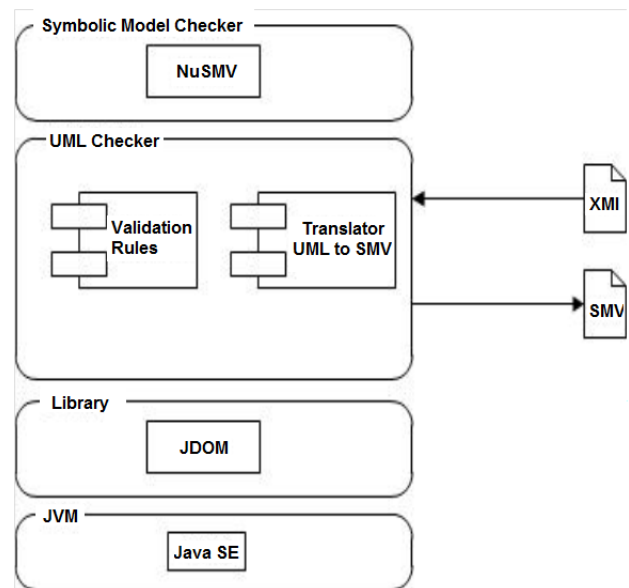 Symbolic Model Checker
NuSMV
UML Checker
Validation
Rules
Translator
UML to SMV
XMI
SMV
Library
JDOM
JVM
Java SE